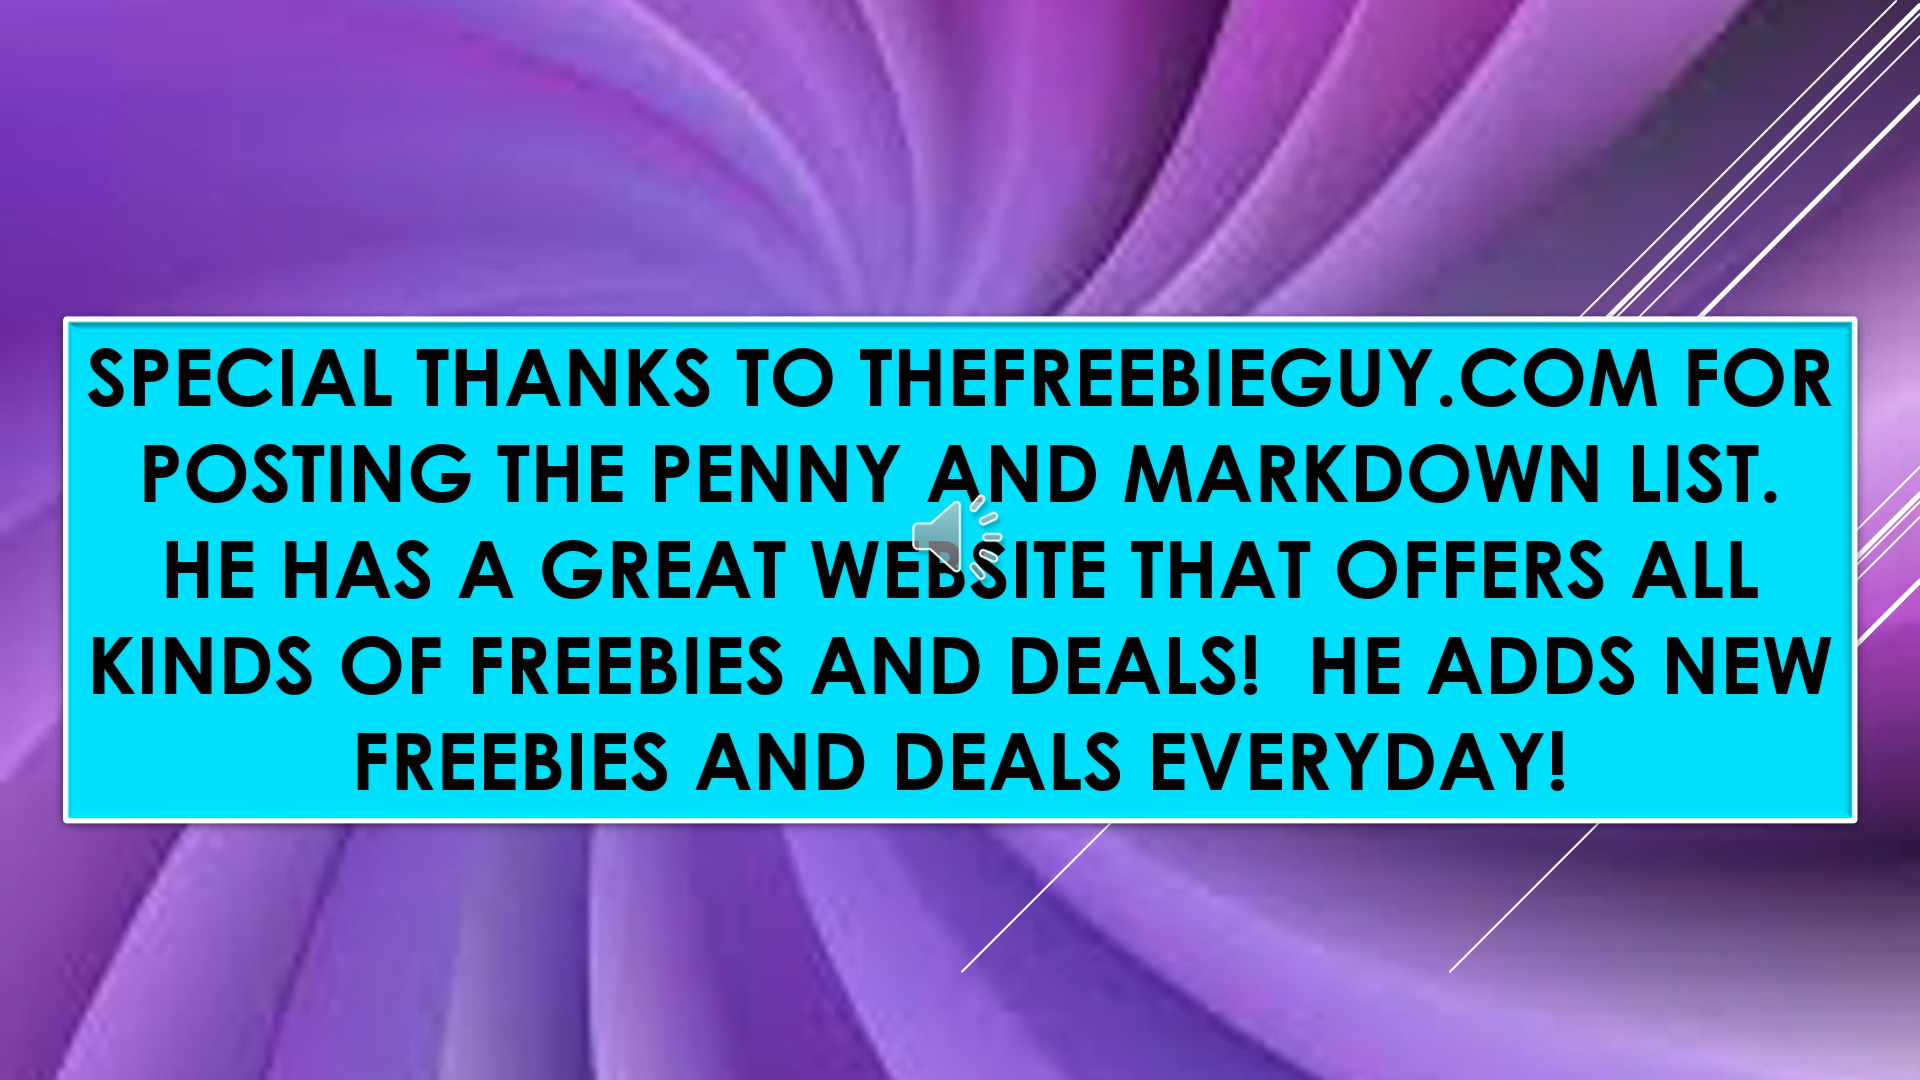 SPECIAL THANKS TO THEFREEBIEGUY.COM FOR
POSTING THE PENNY AND MARKDOWN LIST.
HE HAS A GREAT WEBSITE THAT OFFERS ALL
KINDS OF FREEBIES AND DEALS!  HE ADDS NEW
FREEBIES AND DEALS EVERYDAY!